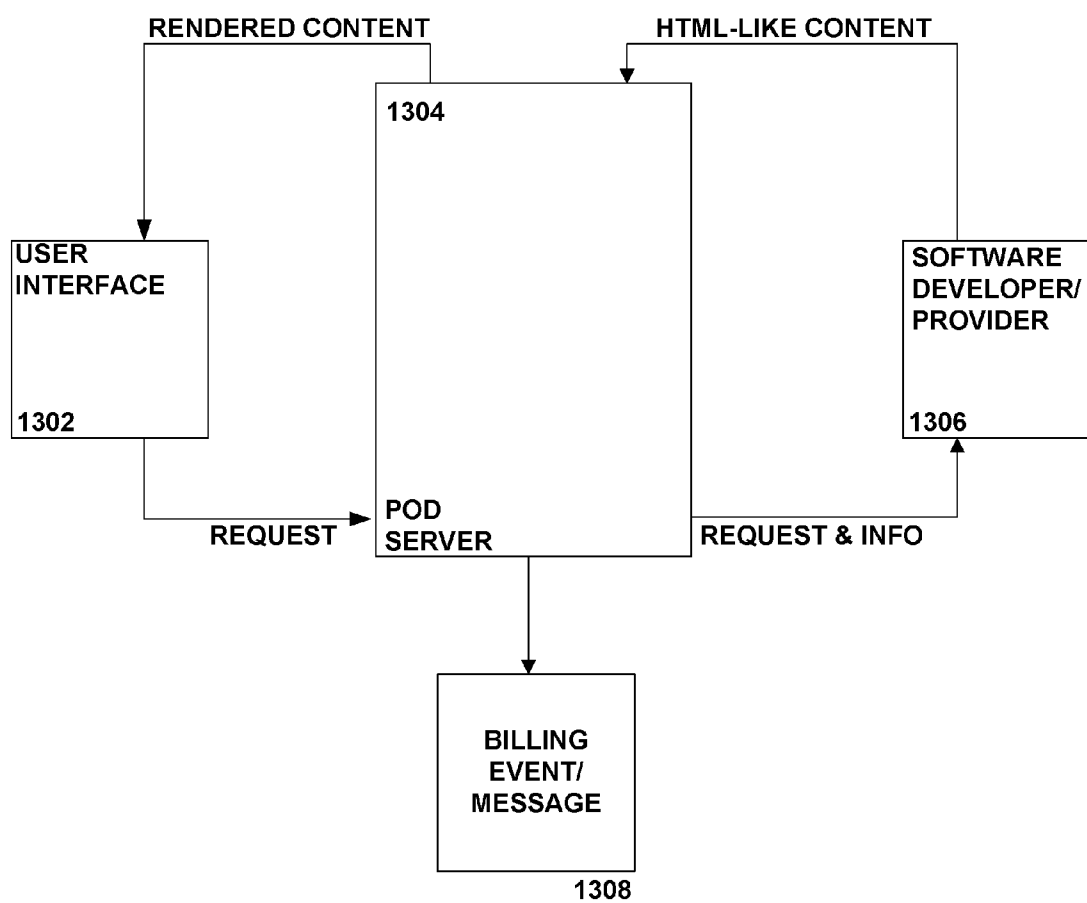 RENDERED CONTENT
HTML-LIKE CONTENT
1304
USER
INTERFACE
1302
SOFTWARE
DEVELOPER/
PROVIDER
1306
POD
SERVER
REQUEST
REQUEST & INFO
BILLING
EVENT/
MESSAGE
1308